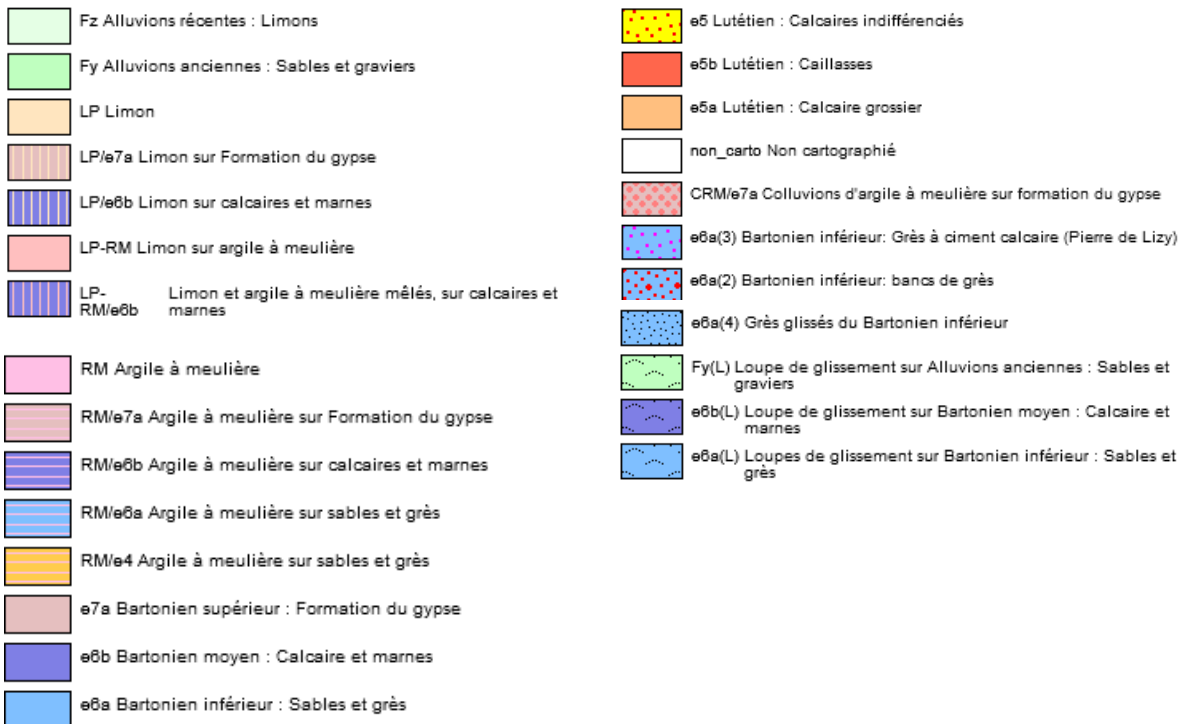 Fz Alluvions récentes : Limons
Fy Alluvions anciennes : Sables et graviers
LP Limon
LP/e7a Limon sur Formation du gypse
LP/e6b Limon sur calcaires et marnes
LP-RM Limon sur argile à meulière
LP- Limon et argile à meulière mêlés, sur calcaires et
RM/e6b marnes
RM Argile à meulière
RM/e7a Argile à meulière sur Formation du gypse
RM/e6b Argile à meulière sur calcaires et marnes
RM/e6a Argile à meulière sur sables et grès
RM/e4 Argile à meulière sur sables et grès
e7a Bartonien supérieur : Formation du gypse
e6b Bartonien moyen : Calcaire et marnes
e6a Bartonien inférieur : Sables et grès
e5 Lutétien : Calcaires indifférenciés
e5b Lutétien : Caillasses
e5a Lutétien : Calcaire grossier
non_carto Non cartographié
CRM/e7a Colluvions d'argile à meulière sur formation du gypse
e6a(3) Bartonien inférieur: Grès à ciment calcaire (Pierre de Lizy)
e6a(2) Bartonien inférieur: bancs de grès
e6a(4) Grès glissés du Bartonien inférieur
Fy(L) Loupe de glissement sur Alluvions anciennes : Sables et
graviers
e6b(L) Loupe de glissement sur Bartonien moyen : Calcaire et
marnes
e6a(L) Loupes de glissement sur Bartonien inférieur : Sables et
grès